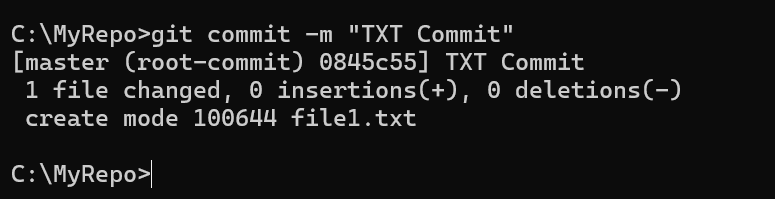 C:\MyRepo>git commit -m "TXT Commit"
[master (root-commit) 0845c55] TXT Commit
 1 file changed, 0 insertions(+), 0 deletions(-)
 create mode 100644 file1.txt
C:\MyRepo>